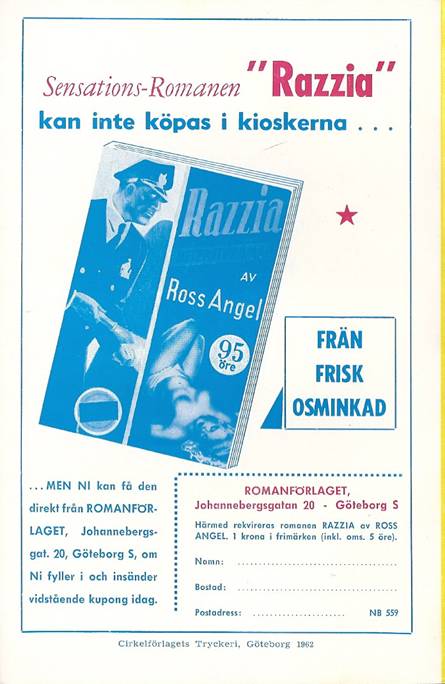 Sensations-Romanen "Razzia"
kan inte köpas i kioskerna ...
Razzia
AV
Ross Angel
95
öre
FRÄN
FRISK
OSMINKAD
...MEN NI kan få den
direkt från ROMANFÖR-
LAGET, Johannebergs-
gat. 20, Göteborg S, om
Ni fyller i och insänder
vidstående kupong idag.
ROMANFÖRLAGET,
Johannebergsgatan 20 - Göteborg S
Härmed rekvireras romanen RAZZIA av ROSS
ANGEL. 1 krona i frimärken (inkl. oms. 5 öre).
Namn:
Bostad:
Postadress:
NB 559
Cirkelförlagets Tryckeri, Göteborg 1962